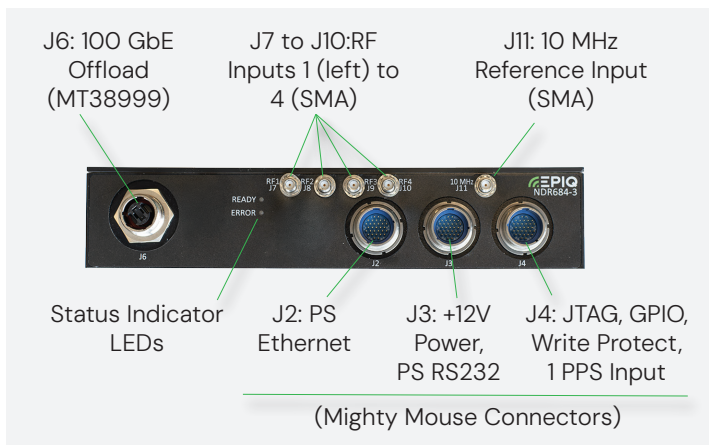 J6: 100 GbE
Offload
(MT38999)
J7 to J10:RF
Inputs 1 (left) to
4 (SMA)
J11: 10 MHz
Reference Input
(SMA)
RF1
J7
RF2
J8
RF3
J9
RF4
J10
10 MHz
J11
EPIQ
NDR684-3
READY
ERROR
J6
J2
J3
J4
Status Indicator
LEDs
J2: PS
Ethernet
J3: +12V
Power,
PS RS232
J4: JTAG, GPIO,
Write Protect,
1 PPS Input
(Mighty Mouse Connectors)